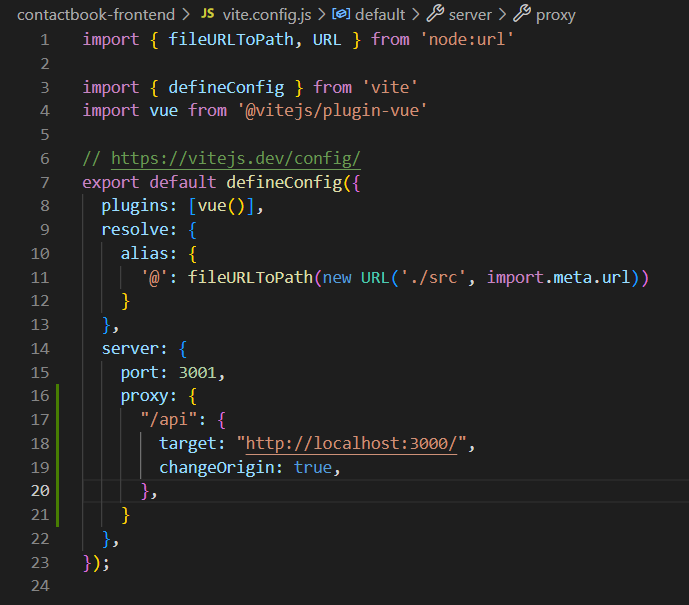 contactbook-frontend > JS vite.config.js > default > server > proxy
1 import { fileURLToPath, URL } from 'node:url'
2
3 import { defineConfig } from 'vite'
4 import vue from '@vitejs/plugin-vue'
5
6 // https://vitejs.dev/config/
7 export default defineConfig({
8   plugins: [vue()],
9   resolve: {
10     alias: {
11       '@': fileURLToPath(new URL('./src', import.meta.url))
12     }
13   },
14   server: {
15     port: 3001,
16     proxy: {
17       "/api": {
18         target: "http://localhost:3000/",
19         changeOrigin: true,
20       },
21     }
22   },
23 });
24